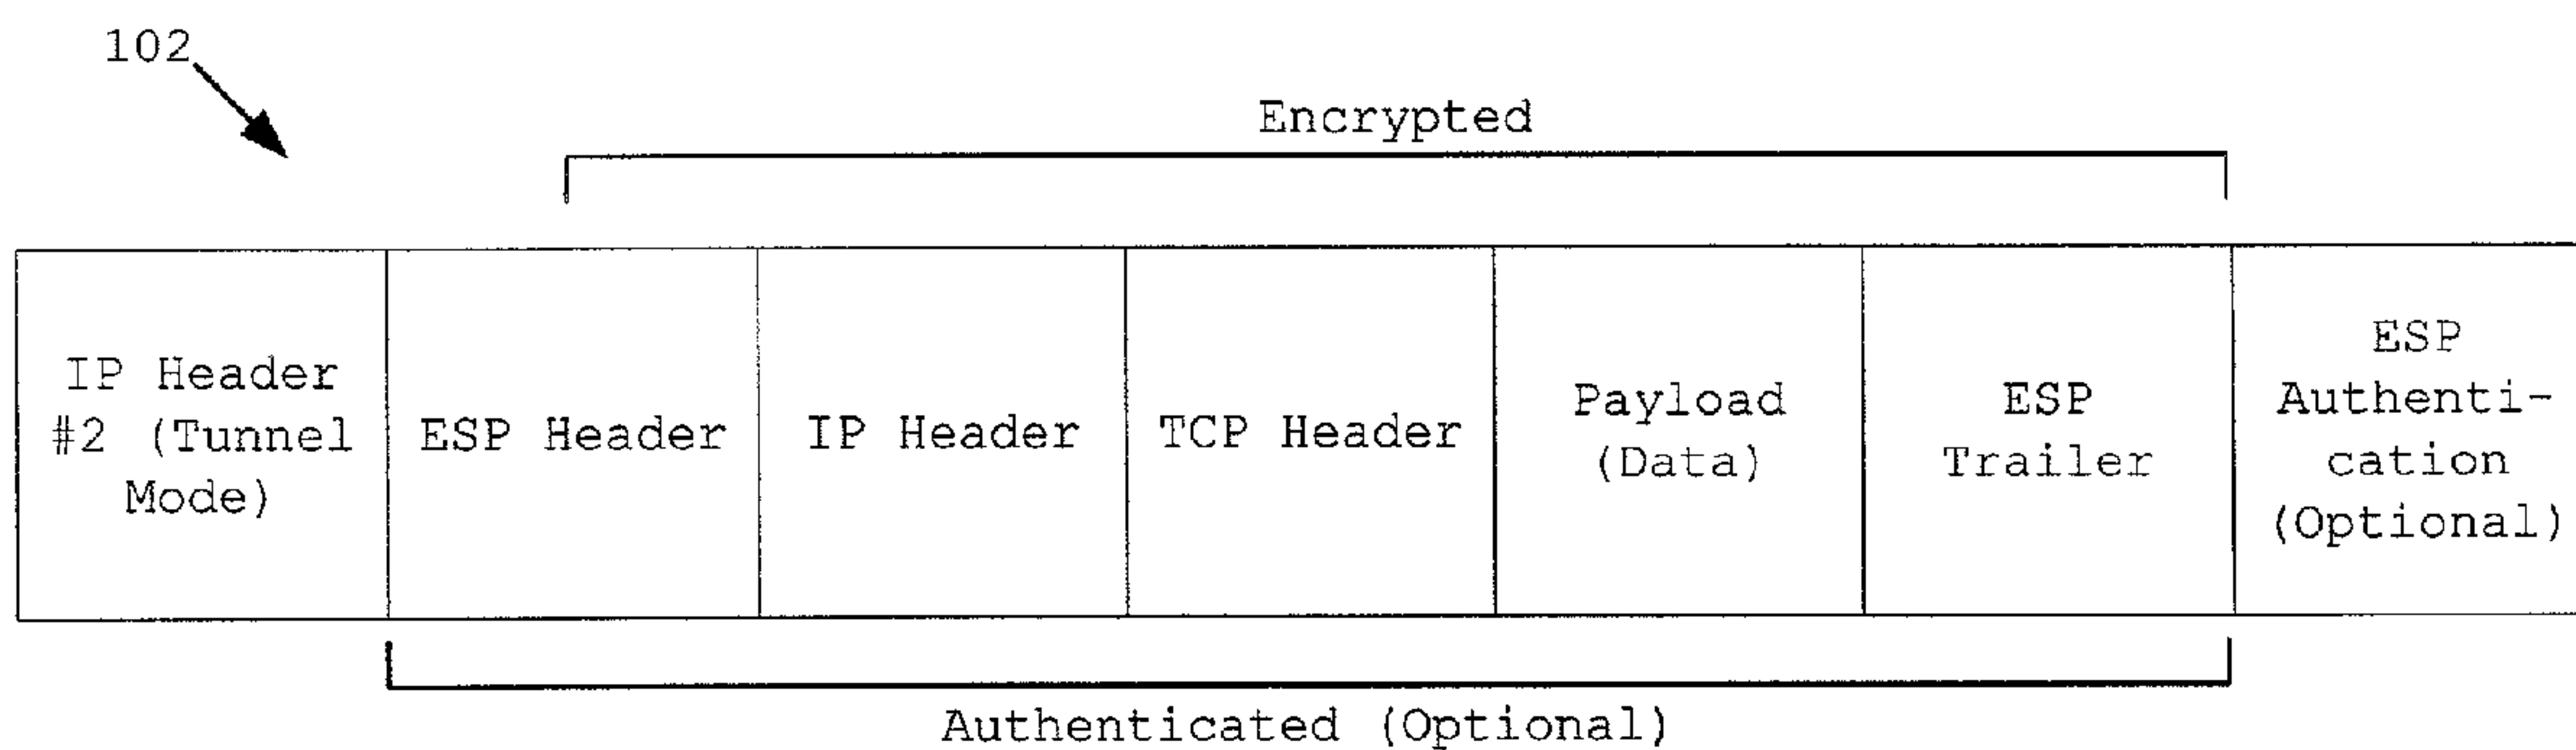 102
Encrypted
IP Header
#2 (Tunnel
Mode)
ESP Header
IP Header
TCP Header
Payload
(Data)
ESP
Trailer
ESP
Authenti-
cation
(Optional)
Authenticated (Optional)